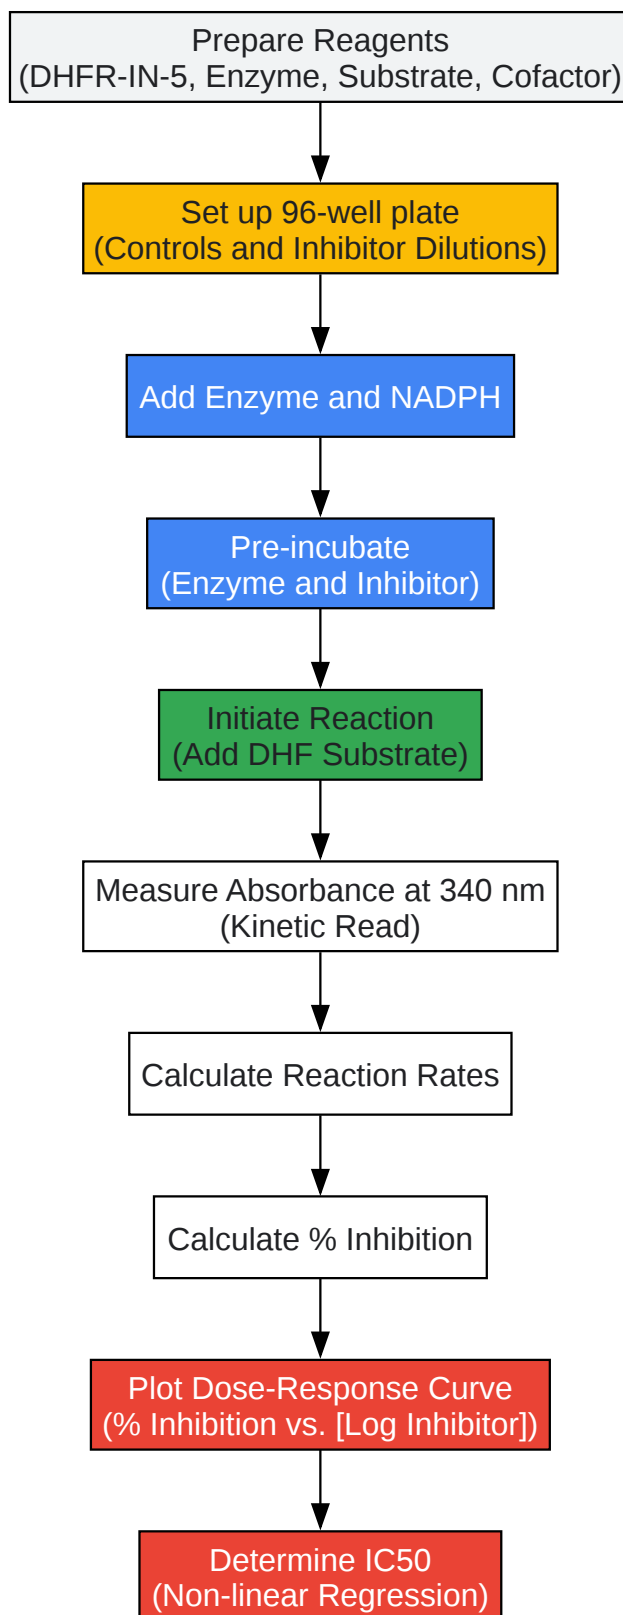 Prepare Reagents
(DHFR-IN-5, Enzyme, Substrate, Cofactor)
Set up 96-well plate
(Controls and Inhibitor Dilutions)
Add Enzyme and NADPH
Pre-incubate
(Enzyme and Inhibitor)
Initiate Reaction
(Add DHF Substrate)
Measure Absorbance at 340 nm
(Kinetic Read)
Calculate Reaction Rates
Calculate % Inhibition
Plot Dose-Response Curve
(% Inhibition vs. [Log Inhibitor])
Determine IC50
(Non-linear Regression)